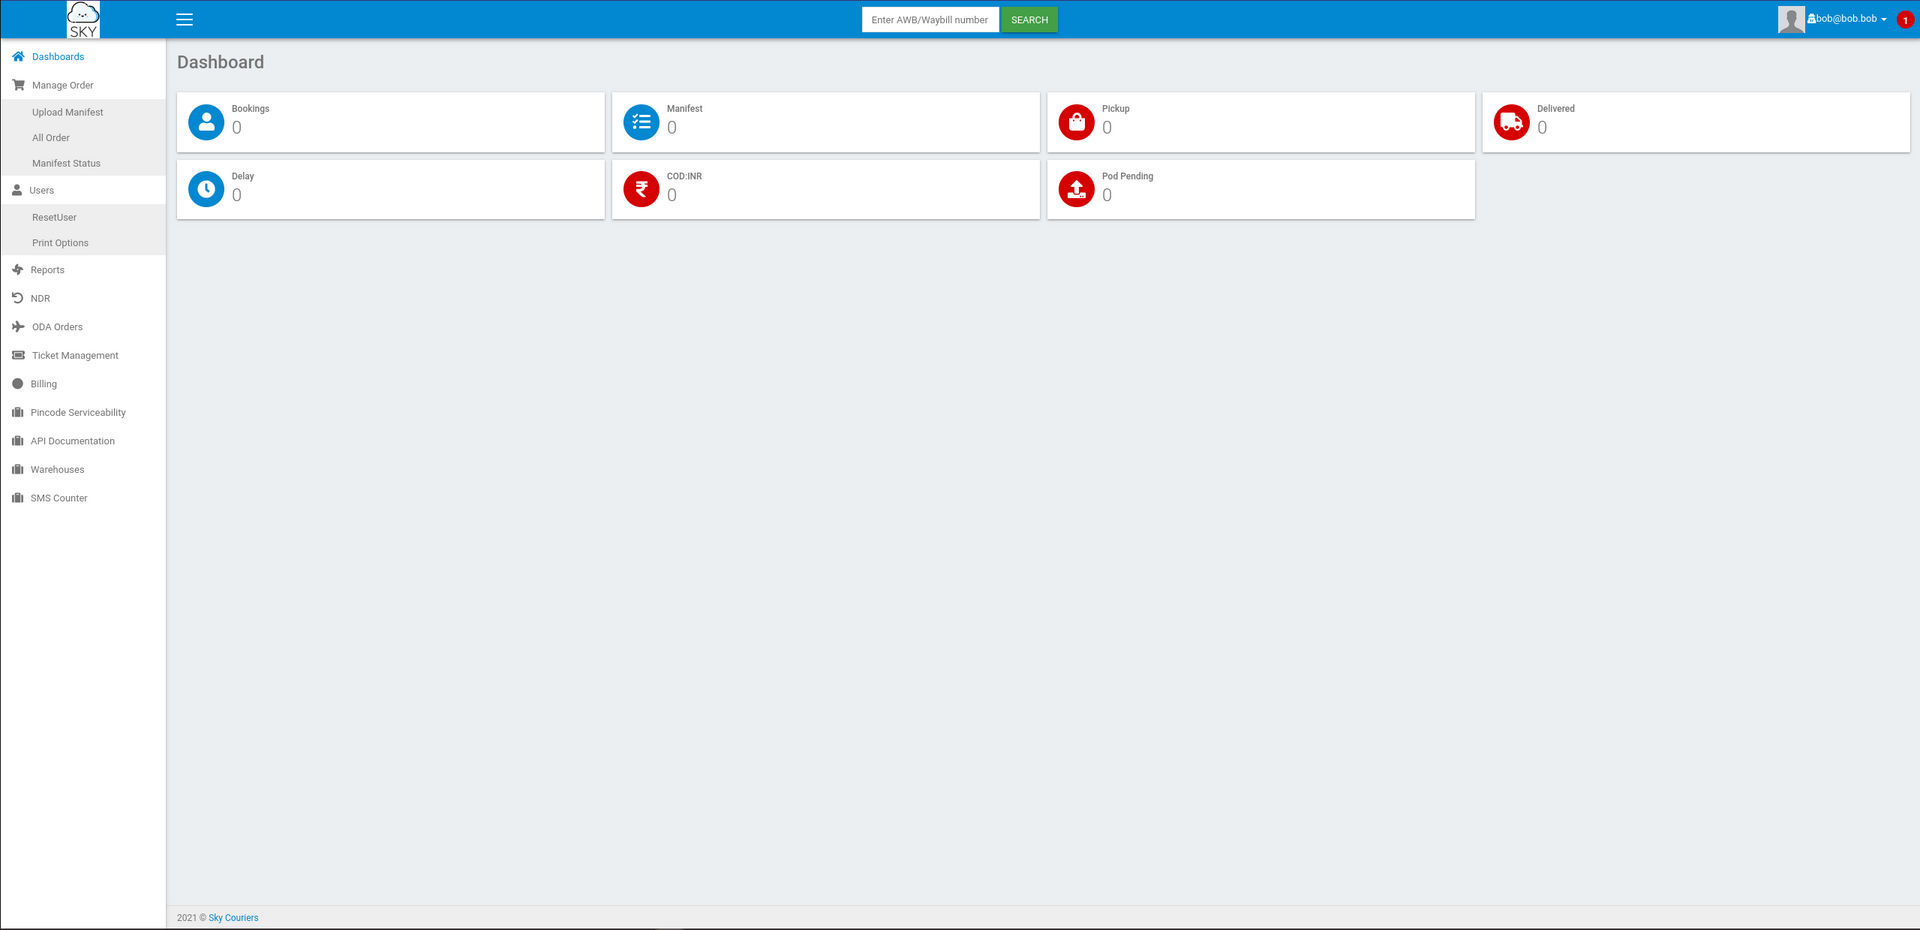 SKY
Enter AWB/Waybill number
SEARCH
bob@bob.bob
1
Dashboards
Manage Order
Upload Manifest
All Order
Manifest Status
Users
ResetUser
Print Options
Reports
NDR
ODA Orders
Ticket Management
Billing
Pincode Serviceability
API Documentation
Warehouses
SMS Counter
Dashboard
Bookings
0
Manifest
0
Pickup
0
Delivered
0
Delay
0
COD:INR
0
Pod Pending
0
2021 © Sky Couriers